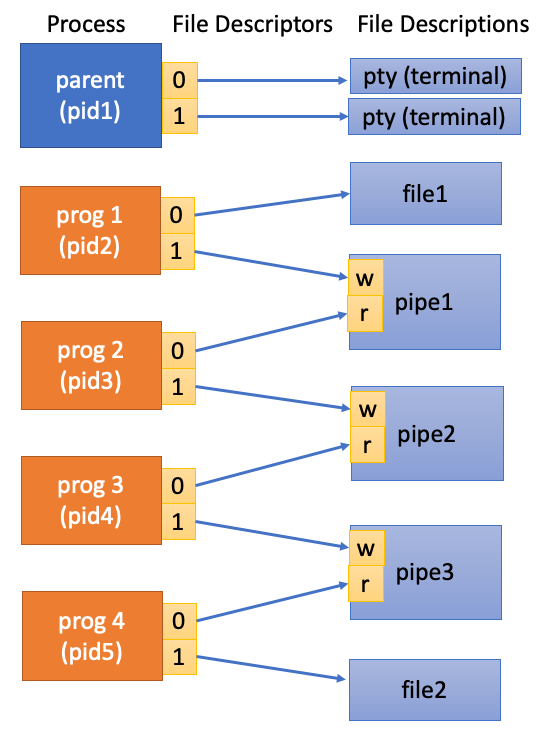 Process File Descriptors File Descriptions
parent
(pid1)
0
1
pty (terminal)
pty (terminal)
prog 1
(pid2)
0
1
file1
w
r
pipe1
prog 2
(pid3)
0
1
w
r
pipe2
prog 3
(pid4)
0
1
w
r
pipe3
prog 4
(pid5)
0
1
file2